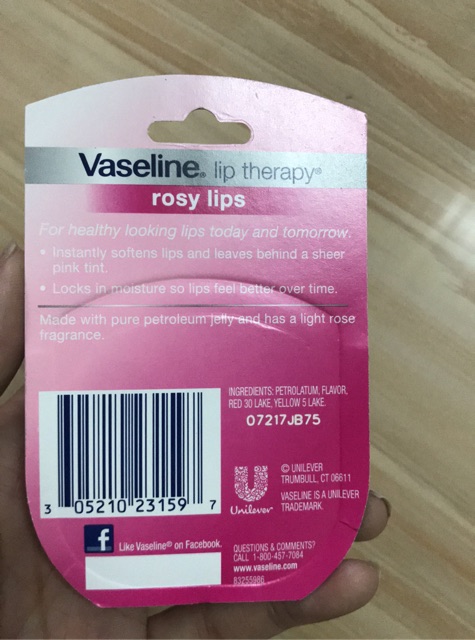 Vaseline® lip therapy®
rosy lips
For healthy looking lips today and tomorrow.
• Instantly softens lips and leaves behind a sheer
pink tint.
• Locks in moisture so lips feel better over time.
Made with pure petroleum jelly and has a light rose
fragrance.
INGREDIENTS: PETROLATUM, FLAVOR,
RED 30 LAKE, YELLOW 5 LAKE.
07217JB75
3 05210 23159 7
Unilever
© UNILEVER
TRUMBULL, CT 06611
VASELINE IS A UNILEVER
TRADEMARK.
f Like Vaseline® on Facebook.
QUESTIONS & COMMENTS?
CALL 1-800-457-7084
www.vaseline.com
83255986